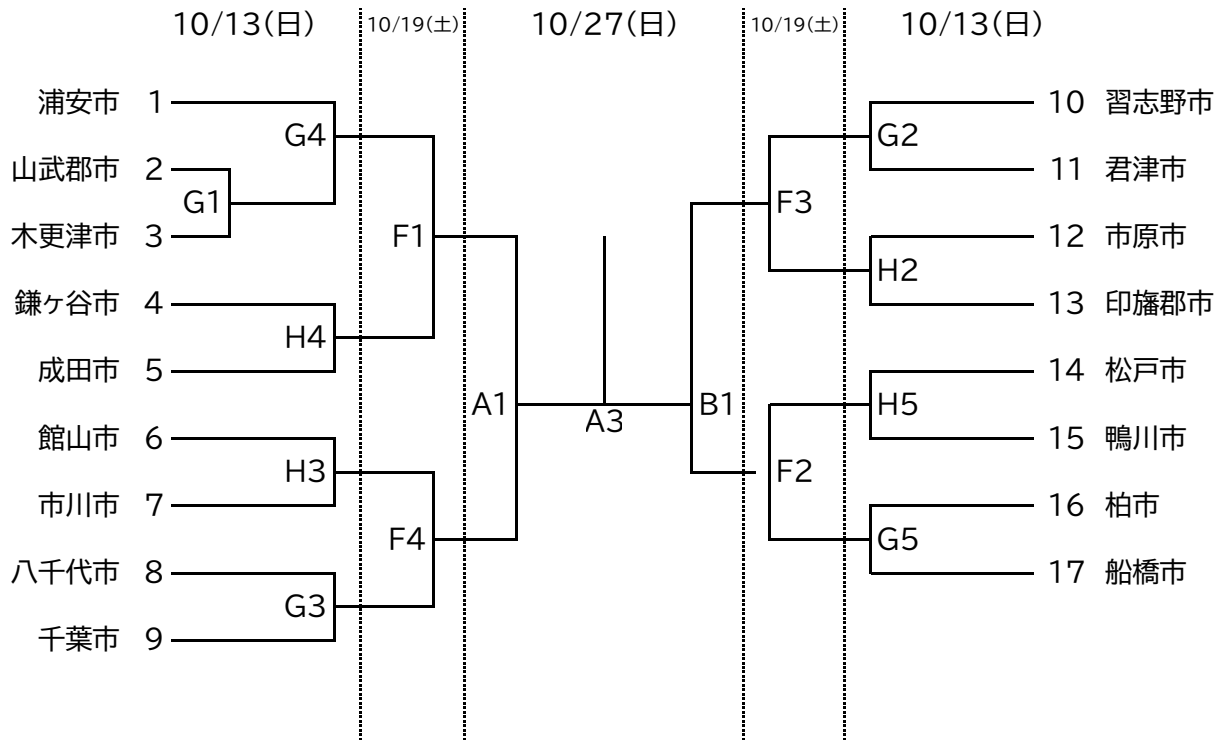 10/13(日) 10/19(土) 10/27(日) 10/19(土) 10/13(日)
浦安市 1 10 習志野市
G4 G2
山武郡市 2 11 君津市
G1 F3
木更津市 3 F1 12 市原市
H2
鎌ヶ谷市 4 13 印旛郡市
H4
成田市 5 14 松戸市
A1 A3 B1 H5
館山市 6 15 鴨川市
H3 F2
市川市 7 16 柏市
F4 G5
八千代市 8 17 船橋市
G3
千葉市 9